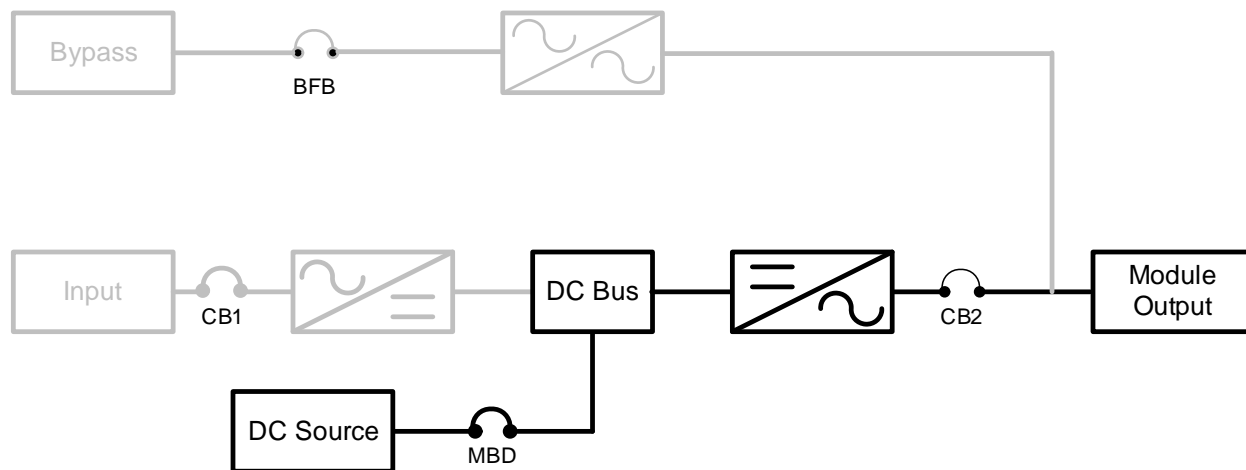 Bypass
BFB
Input
CB1
DC Bus
CB2
Module
Output
DC Source
MBD